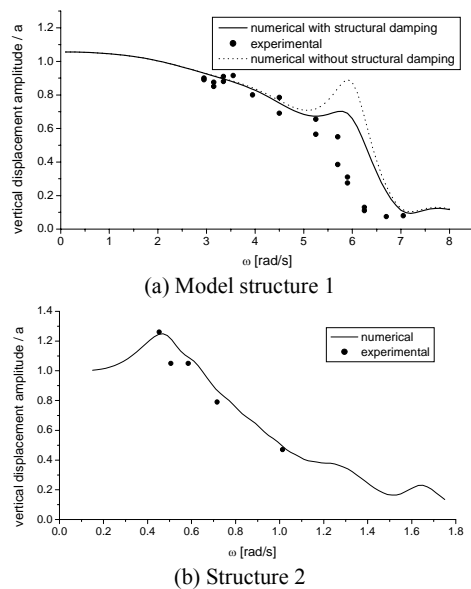 numerical with structural damping
experimental
numerical without structural damping
vertical displacement amplitude / a
1.4
1.2
1.0
0.8
0.6
0.4
0.2
0.0
0 1 2 3 4 5 6 7 8
ω [rad/s]
(a) Model structure 1
numerical
experimental
vertical displacement amplitude / a
1.4
1.2
1.0
0.8
0.6
0.4
0.2
0.0
0.0 0.2 0.4 0.6 0.8 1.0 1.2 1.4 1.6 1.8
ω [rad/s]
(b) Structure 2